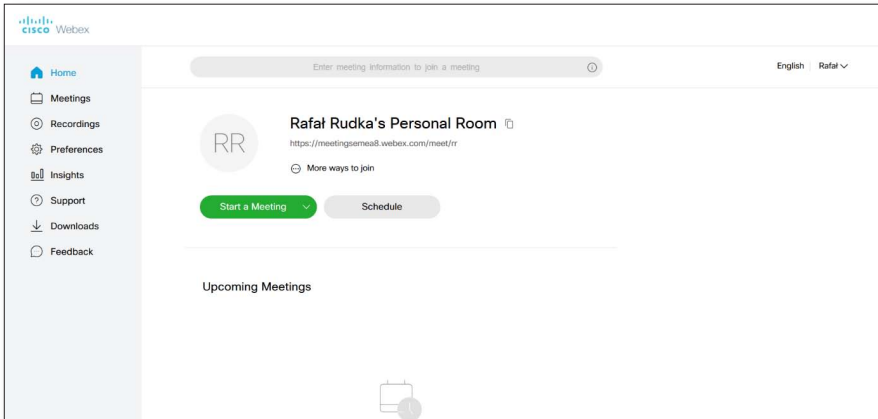 CISCO Webex
Enter meeting information to join a meeting
English Rafał
Home
Meetings
Recordings
Preferences
Insights
Support
Downloads
Feedback
RR
Rafał Rudka's Personal Room
https://meetingsemea8.webex.com/meet/rr
More ways to join
Start a Meeting
Schedule
Upcoming Meetings